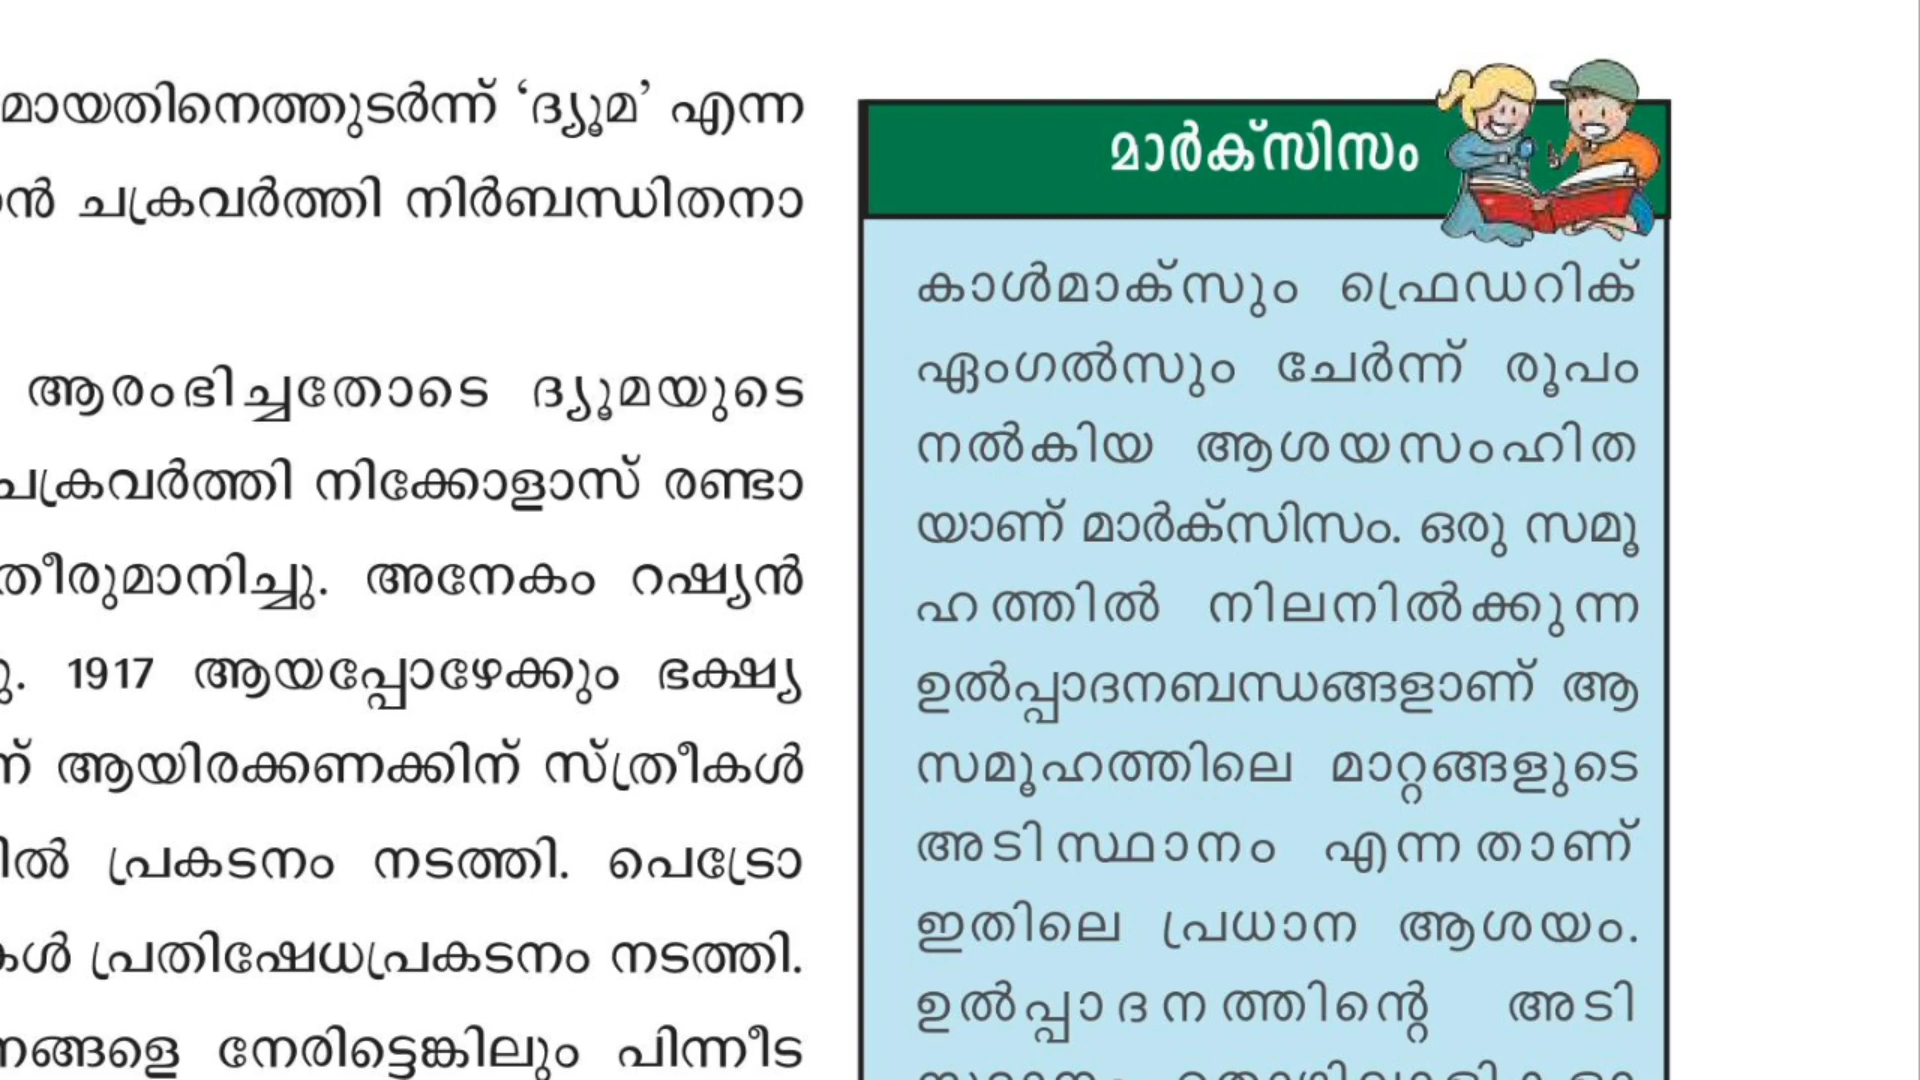 മായതിനെത്തുടർന്ന് ‘ദ്യൂമ’ എന്ന
ചക്രവർത്തി നിർബന്ധിതനാ
ആരംഭിച്ചതോടെ ദ്യൂമയുടെ
ചക്രവർത്തി നിക്കോളാസ് രണ്ടാ
തീരുമാനിച്ചു. അനേകം റഷ്യൻ
1917 ആയപ്പോഴേക്കും ഭക്ഷ്യ
ആയിരക്കണക്കിന് സ്ത്രീകൾ
പ്രകടനം നടത്തി. പെട്രോ
പ്രതിഷേധപ്രകടനം നടത്തി.
നേരിട്ടെങ്കിലും പിന്നീട
മാർക്സിസം
കാൾമാക്സും ഫ്രെഡറിക്
ഏംഗൽസും ചേർന്ന് രൂപം
നൽകിയ ആശയസംഹിത
യാണ് മാർക്സിസം. ഒരു സമൂ
ഹത്തിൽ നിലനിൽക്കുന്ന
ഉൽപ്പാദനബന്ധങ്ങളാണ് ആ
സമൂഹത്തിലെ മാറ്റങ്ങളുടെ
അടിസ്ഥാനം എന്നതാണ്
ഇതിലെ പ്രധാന ആശയം.
ഉൽപ്പാദനത്തിന്റെ അടി